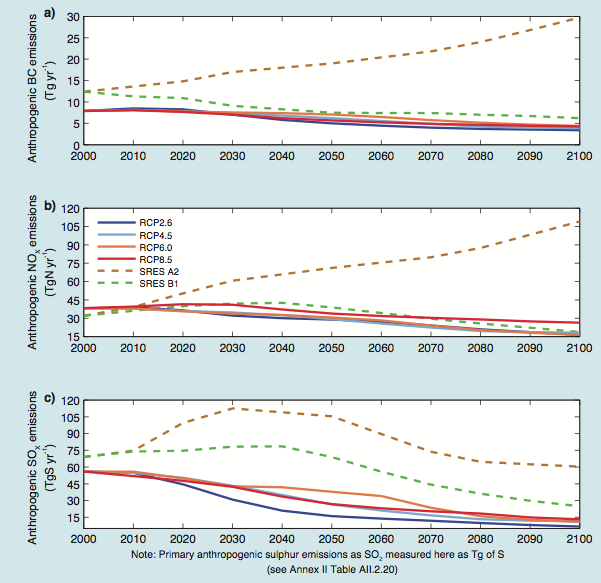 a)
Anthropogenic BC emissions
(Tg yr⁻¹)
30
25
20
15
10
5
0
2000 2010 2020 2030 2040 2050 2060 2070 2080 2090 2100
b)
Anthropogenic NOₓ emissions
(TgN yr⁻¹)
120
105
90
75
60
45
30
15
RCP2.6
RCP4.5
RCP6.0
RCP8.5
SRES A2
SRES B1
2000 2010 2020 2030 2040 2050 2060 2070 2080 2090 2100
c)
Anthropogenic SOₓ emissions
(TgS yr⁻¹)
120
105
90
75
60
45
30
15
2000 2010 2020 2030 2040 2050 2060 2070 2080 2090 2100
Note: Primary anthropogenic sulphur emissions as SO₂ measured here as Tg of S
(see Annex II Table AII.2.20)